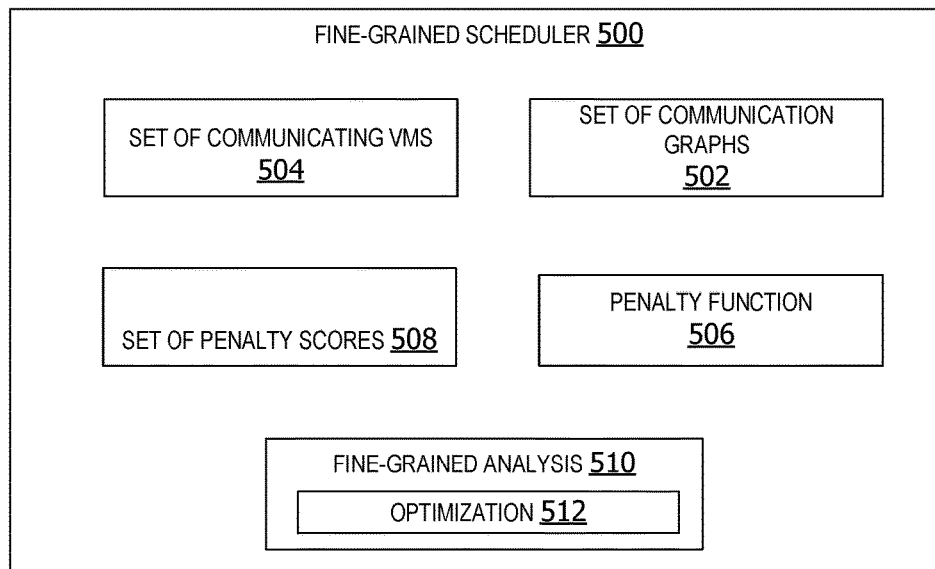 FINE-GRAINED SCHEDULER 500
SET OF COMMUNICATING VMS
504
SET OF COMMUNICATION
GRAPHS
502
SET OF PENALTY SCORES 508
PENALTY FUNCTION
506
FINE-GRAINED ANALYSIS 510
OPTIMIZATION 512